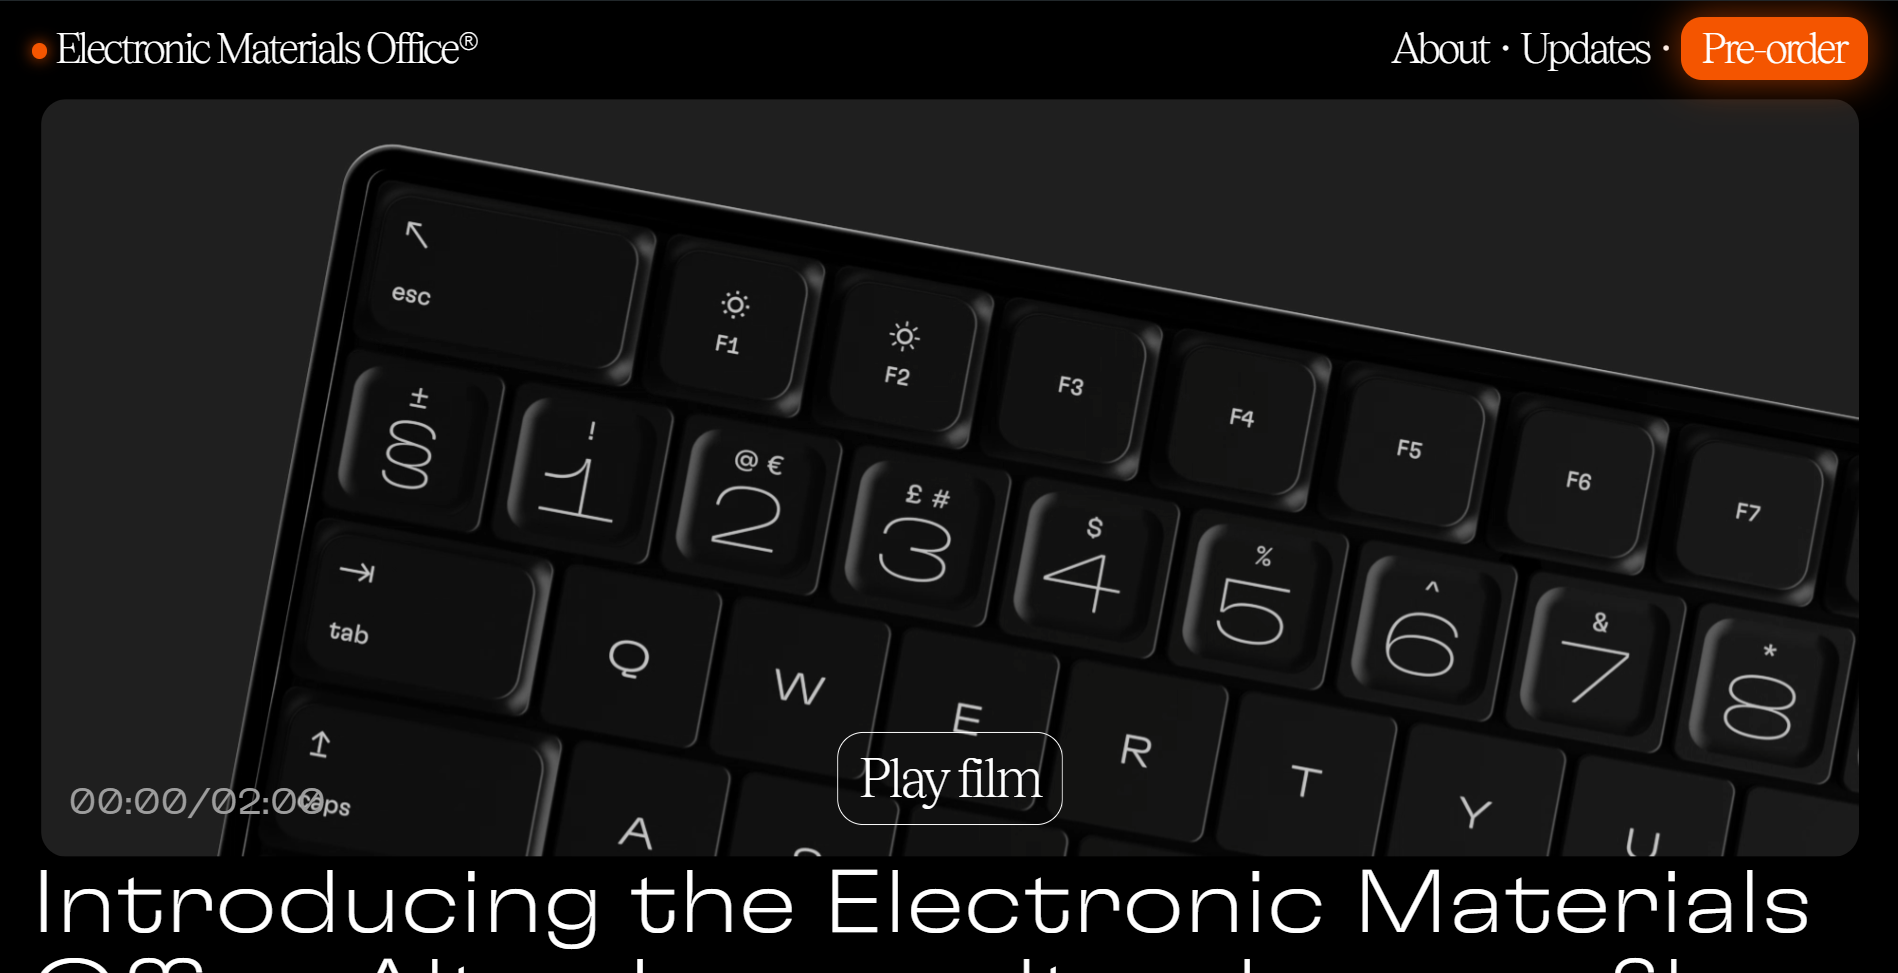 Electronic Materials Office®
About · Updates · Pre-order
↖
esc
F1
F2
F3
F4
F5
F6
F7
±
§
!
1
@ €
2
£ #
3
$
4
%
5
^
6
&
7
*
8
⇥
tab
Q
W
E
R
T
Y
U
↥
caps
A
Play film
00:00/02:00
Introducing the Electronic Materials